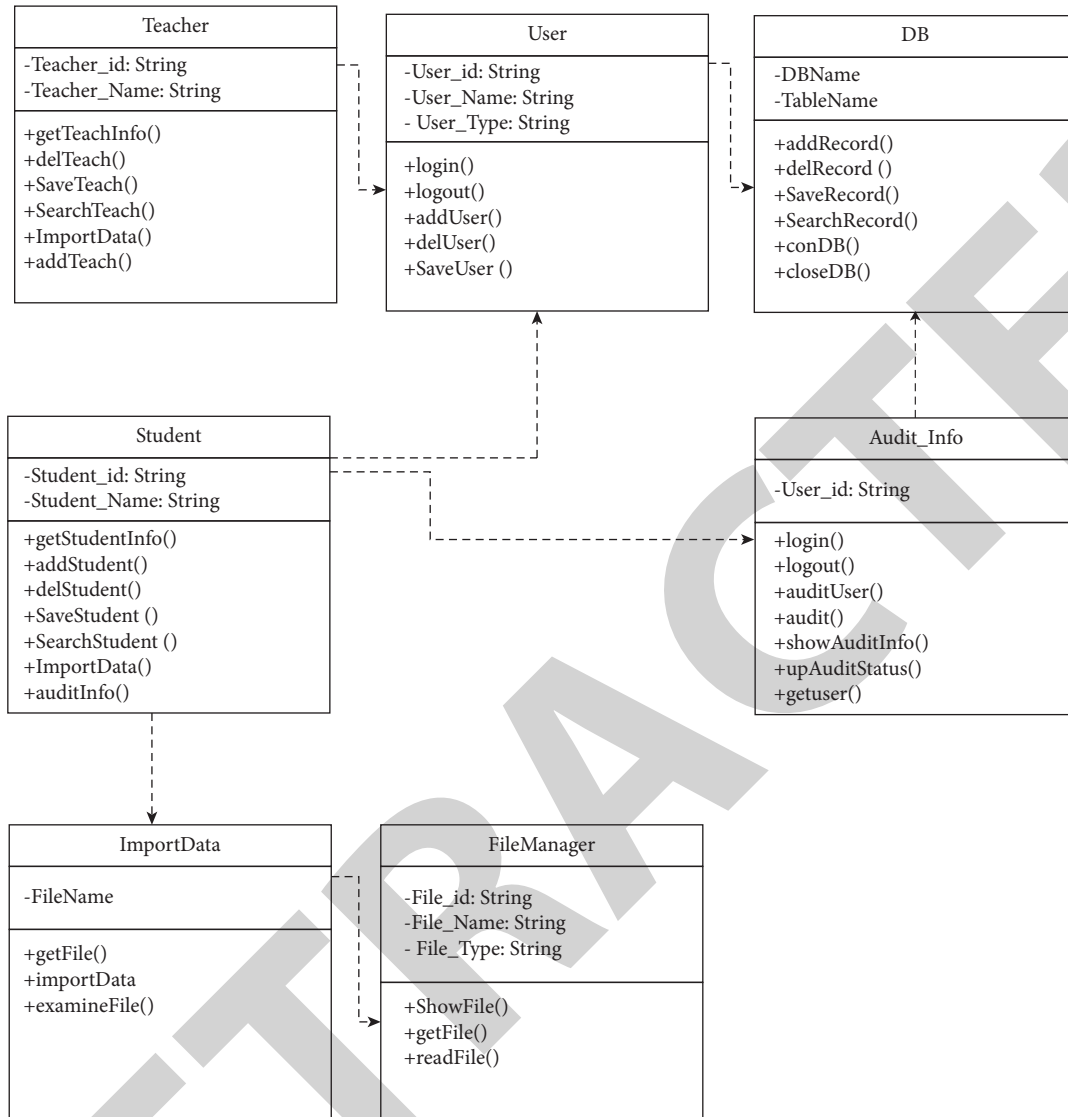 Teacher
-Teacher_id: String
-Teacher_Name: String
+getTeachInfo()
+delTeach()
+SaveTeach()
+SearchTeach()
+ImportData()
+addTeach()
User
-User_id: String
-User_Name: String
- User_Type: String
+login()
+logout()
+addUser()
+delUser()
+SaveUser ()
DB
-DBName
-TableName
+addRecord()
+delRecord ()
+SaveRecord()
+SearchRecord()
+conDB()
+closeDB()
Student
-Student_id: String
-Student_Name: String
+getStudentInfo()
+addStudent()
+delStudent()
+SaveStudent ()
+SearchStudent ()
+ImportData()
+auditInfo()
Audit_Info
-User_id: String
+login()
+logout()
+auditUser()
+audit()
+showAuditInfo()
+upAuditStatus()
+getuser()
ImportData
-FileName
+getFile()
+importData
+examineFile()
FileManager
-File_id: String
-File_Name: String
- File_Type: String
+ShowFile()
+getFile()
+readFile()
TRACTE